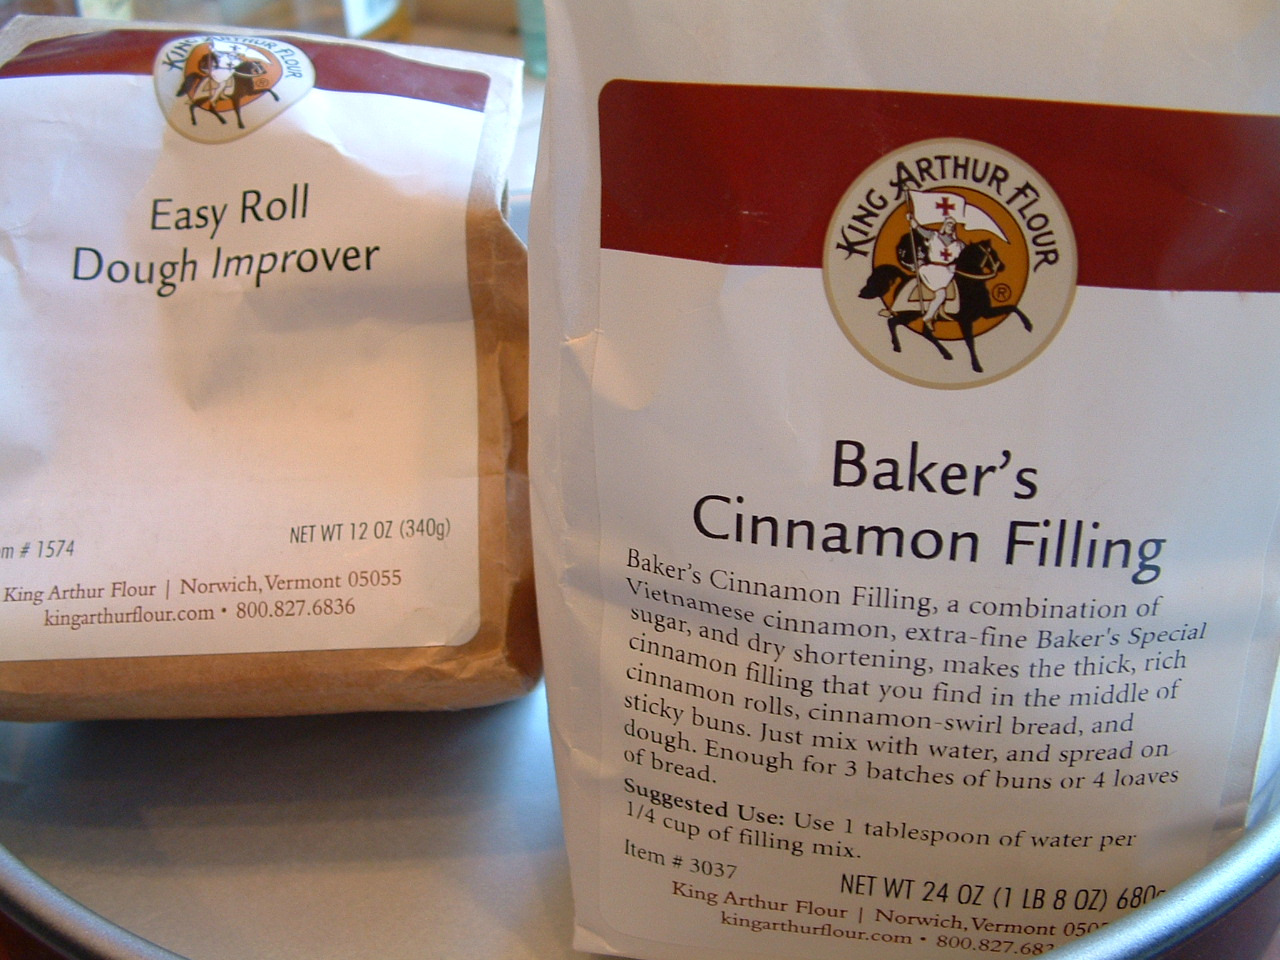 KING ARTHUR FLOUR
®
Easy Roll
Dough Improver
NET WT 12 OZ (340g)
m # 1574
King Arthur Flour | Norwich, Vermont 05055
kingarthurflour.com • 800.827.6836
KING ARTHUR FLOUR
®
Baker's
Cinnamon Filling
Baker's Cinnamon Filling, a combination of
Vietnamese cinnamon, extra-fine Baker's Special
sugar, and dry shortening, makes the thick, rich
cinnamon filling that you find in the middle of
cinnamon rolls, cinnamon-swirl bread, and
sticky buns. Just mix with water, and spread on
dough. Enough for 3 batches of buns or 4 loaves
of bread.
Suggested Use: Use 1 tablespoon of water per
1/4 cup of filling mix.
Item # 3037
NET WT 24 OZ (1 LB 8 OZ) 680g
King Arthur Flour | Norwich, Vermont 050
kingarthurflour.com • 800.827.68